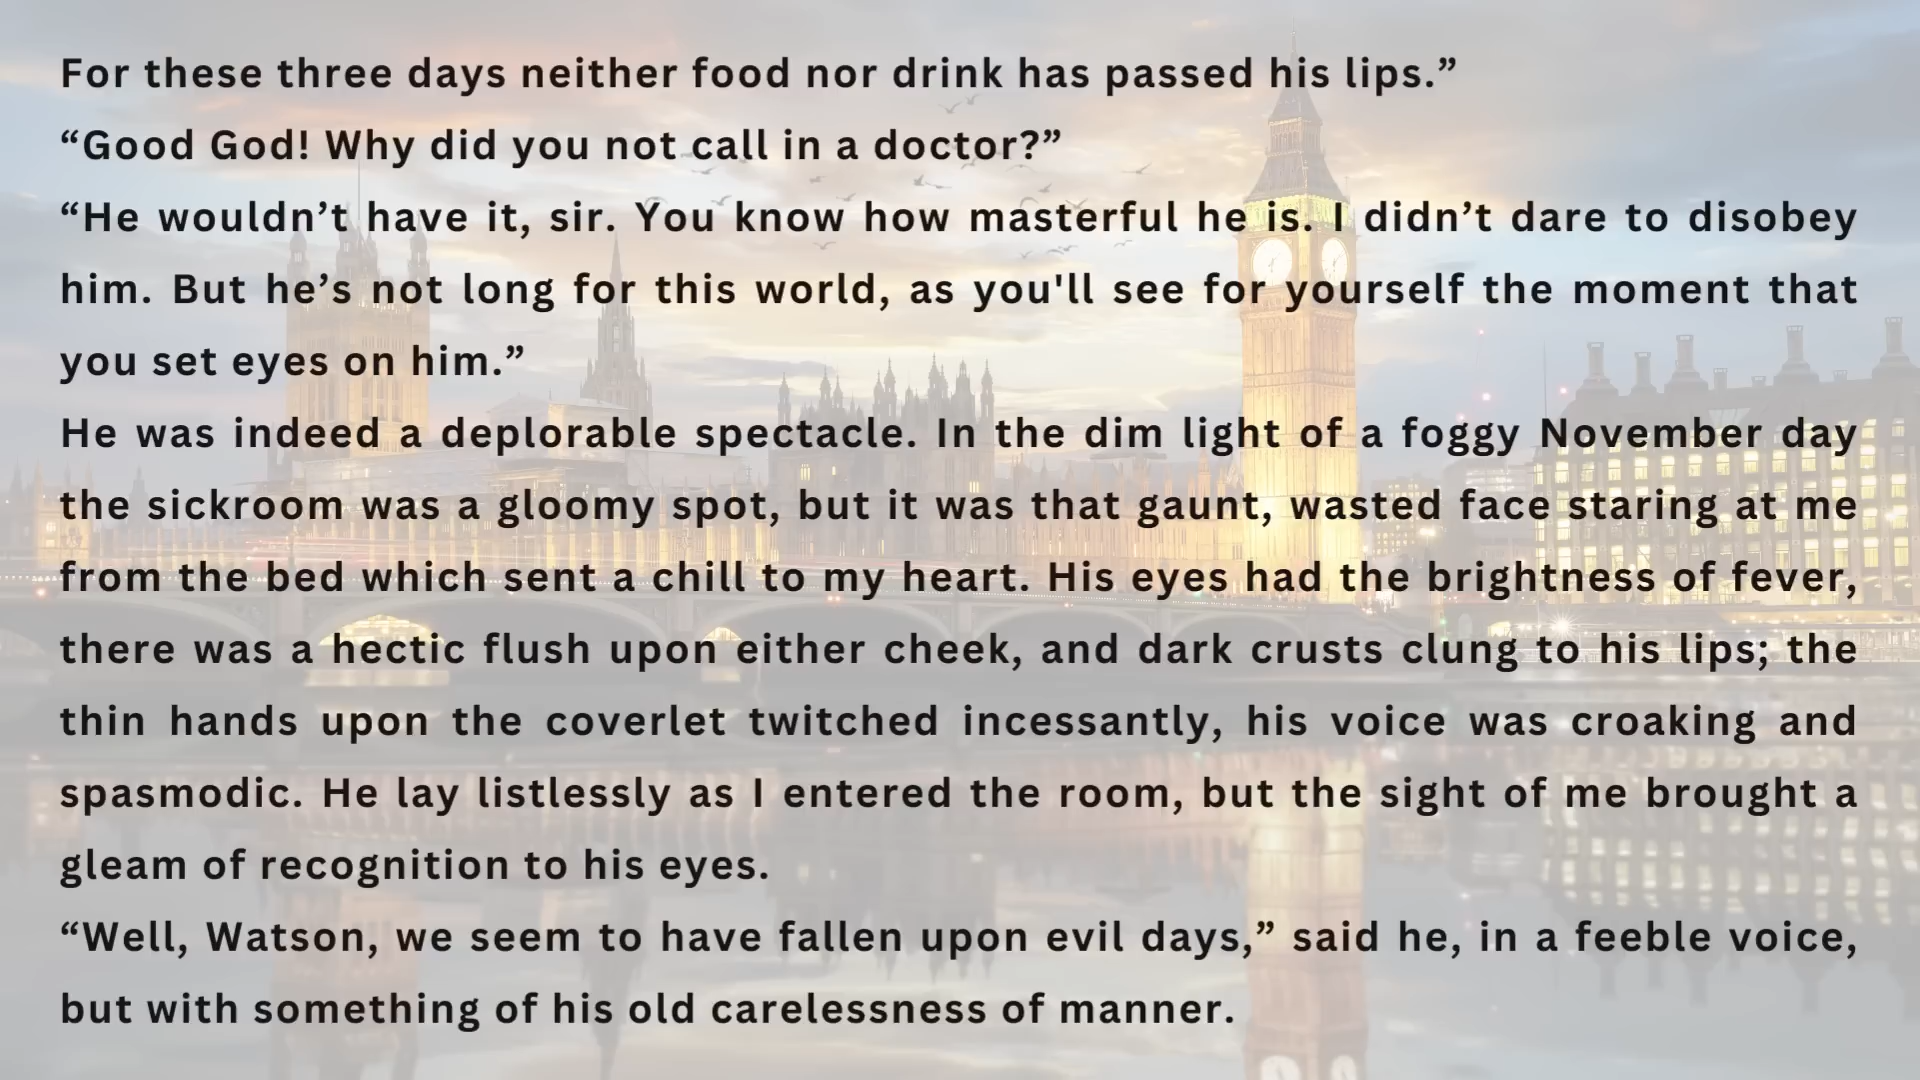 For these three days neither food nor drink has passed his lips.”
“Good God! Why did you not call in a doctor?”
“He wouldn’t have it, sir. You know how masterful he is. I didn’t dare to disobey
him. But he’s not long for this world, as you'll see for yourself the moment that
you set eyes on him.”
He was indeed a deplorable spectacle. In the dim light of a foggy November day
the sickroom was a gloomy spot, but it was that gaunt, wasted face staring at me
from the bed which sent a chill to my heart. His eyes had the brightness of fever,
there was a hectic flush upon either cheek, and dark crusts clung to his lips; the
thin hands upon the coverlet twitched incessantly, his voice was croaking and
spasmodic. He lay listlessly as I entered the room, but the sight of me brought a
gleam of recognition to his eyes.
“Well, Watson, we seem to have fallen upon evil days,” said he, in a feeble voice,
but with something of his old carelessness of manner.